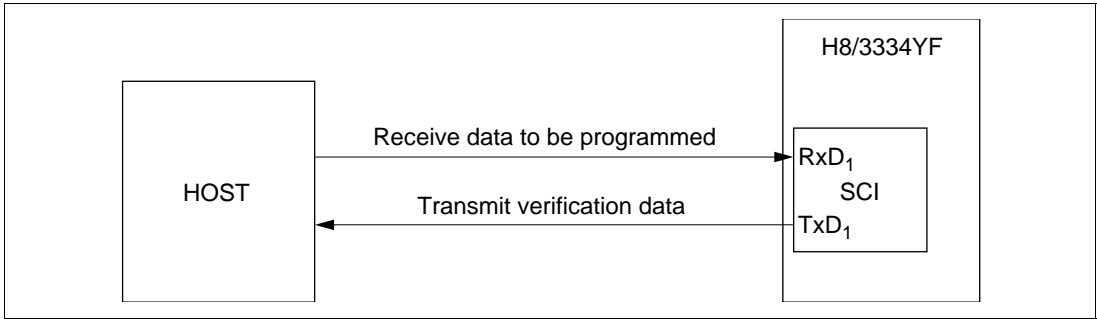 H8/3334YF
Receive data to be programmed
RxD₁
HOST
SCI
Transmit verification data
TxD₁